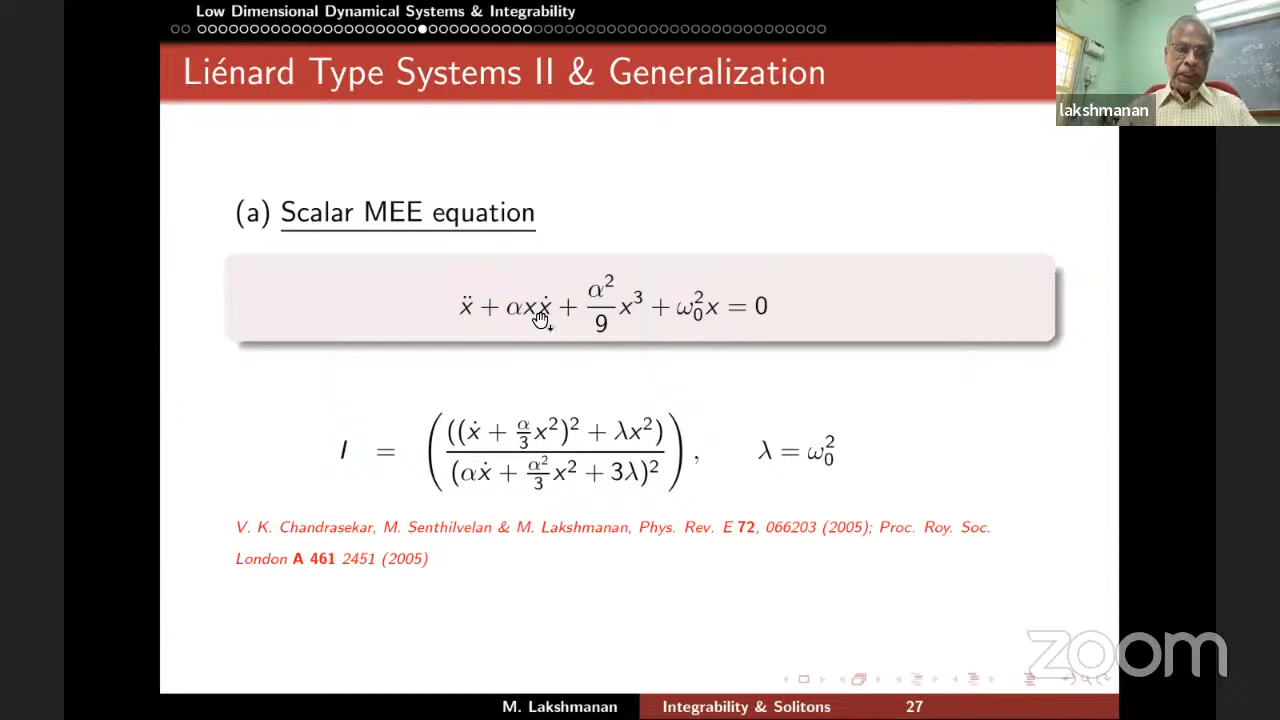 Low Dimensional Dynamical Systems & Integrability
Liénard Type Systems II & Generalization
lakshmanan
(a) Scalar MEE equation
ẍ + αxẋ + α²/9 x³ + ω₀²x = 0
I = ( ((ẋ + α/3 x²)² + λx²) / (αẋ + α²/3 x² + 3λ)² ), λ = ω₀²
V. K. Chandrasekar, M. Senthilvelan & M. Lakshmanan, Phys. Rev. E 72, 066203 (2005); Proc. Roy. Soc.
London A 461 2451 (2005)
zoom
M. Lakshmanan Integrability & Solitons 27